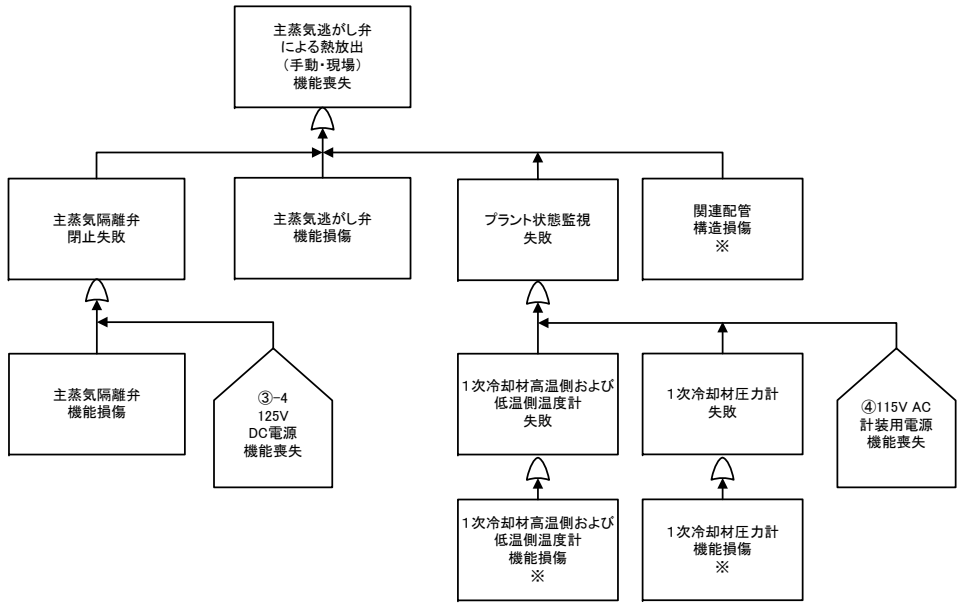 主蒸気逃がし弁
による熱放出
（手動・現場）
機能喪失
主蒸気隔離弁
閉止失敗
主蒸気逃がし弁
機能損傷
プラント状態監視
失敗
関連配管
構造損傷
※
主蒸気隔離弁
機能損傷
③-4
125V
DC電源
機能喪失
1次冷却材高温側および
低温側温度計
失敗
1次冷却材圧力計
失敗
④115V AC
計装用電源
機能喪失
1次冷却材高温側および
低温側温度計
機能損傷
※
1次冷却材圧力計
機能損傷
※